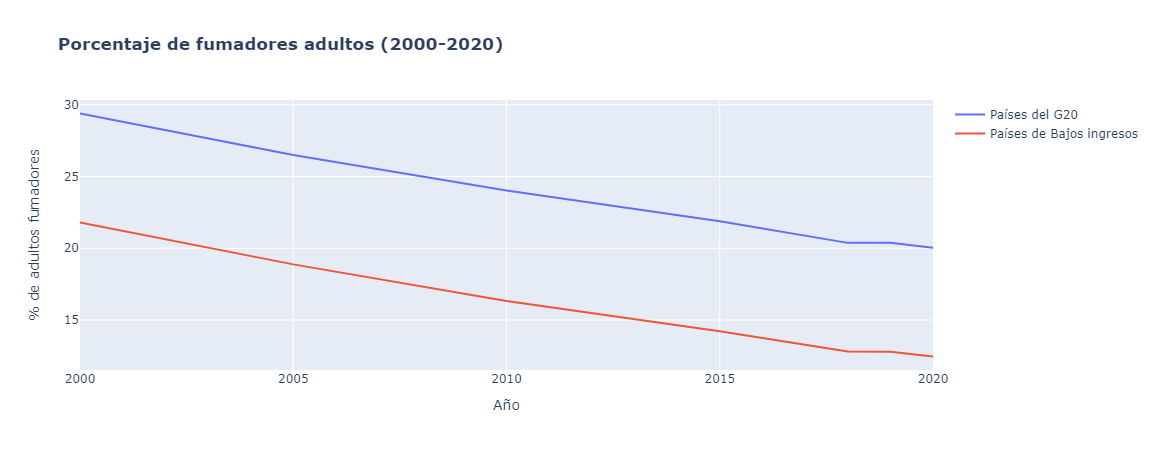 Porcentaje de fumadores adultos (2000-2020)
% de adultos fumadores
30
25
20
15
2000
2005
2010
2015
2020
Año
Países del G20
Países de Bajos ingresos